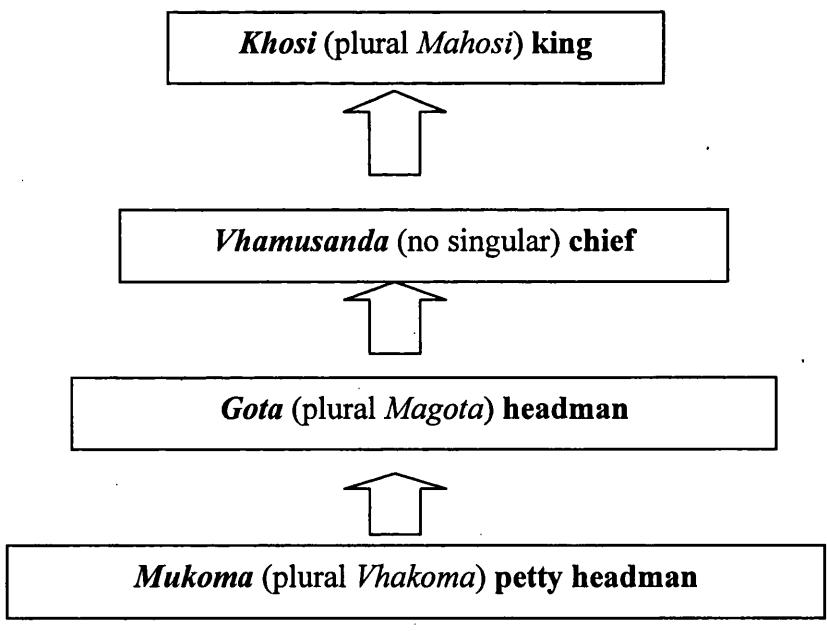 Khosi (plural Mahosi) king
Vhamusanda (no singular) chief
Gota (plural Magota) headman
Mukoma (plural Vhakoma) petty headman